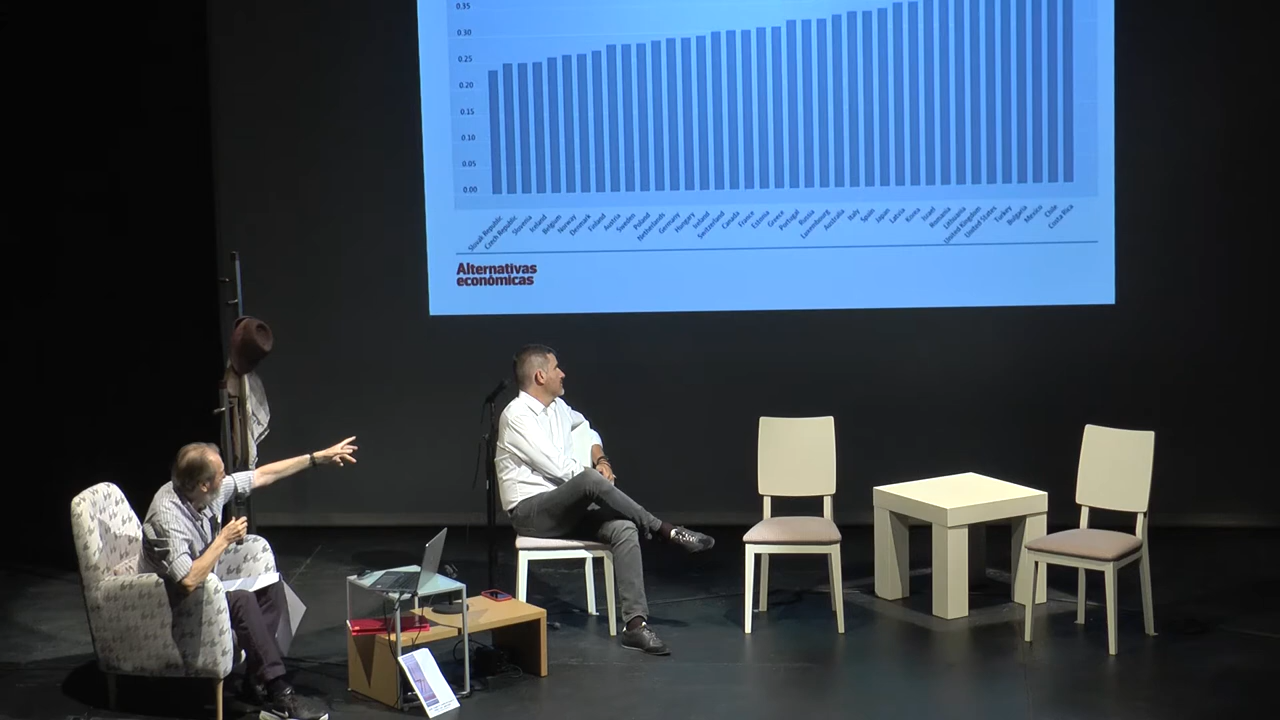 0.35
0.30
0.25
0.20
0.15
0.10
0.05
0.00
Slovak Republic
Czech Republic
Slovenia
Iceland
Belgium
Norway
Denmark
Finland
Austria
Sweden
Poland
Netherlands
Germany
Hungary
Ireland
Switzerland
Canada
France
Estonia
Greece
Portugal
Russia
Luxembourg
Australia
Italy
Spain
Japan
Latvia
Korea
Israel
Romania
Lithuania
United Kingdom
United States
Turkey
Bulgaria
Mexico
Chile
Costa Rica
Alternativas
económicas